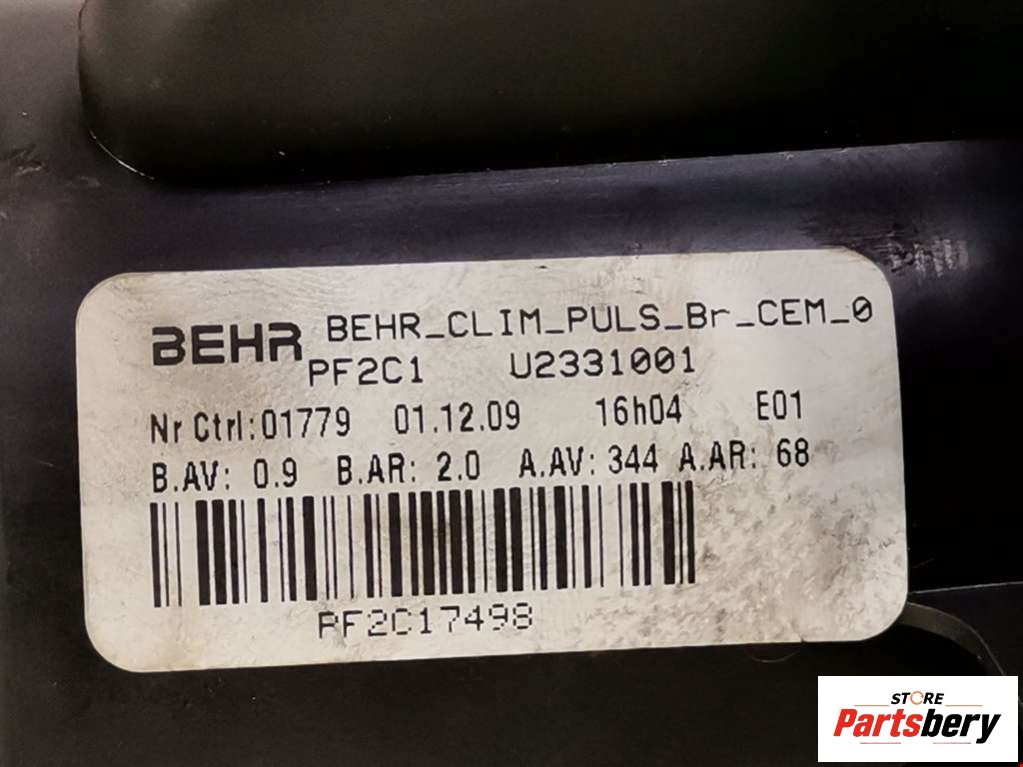 BEHR BEHR_CLIM_PULS_Br_CEM_0
PF2C1 U2331001
Nr Ctrl:01779 01.12.09 16h04 E01
B.AV: 0.9 B.AR: 2.0 A.AV: 344 A.AR: 68
PF2C17498
STORE
Partsbery